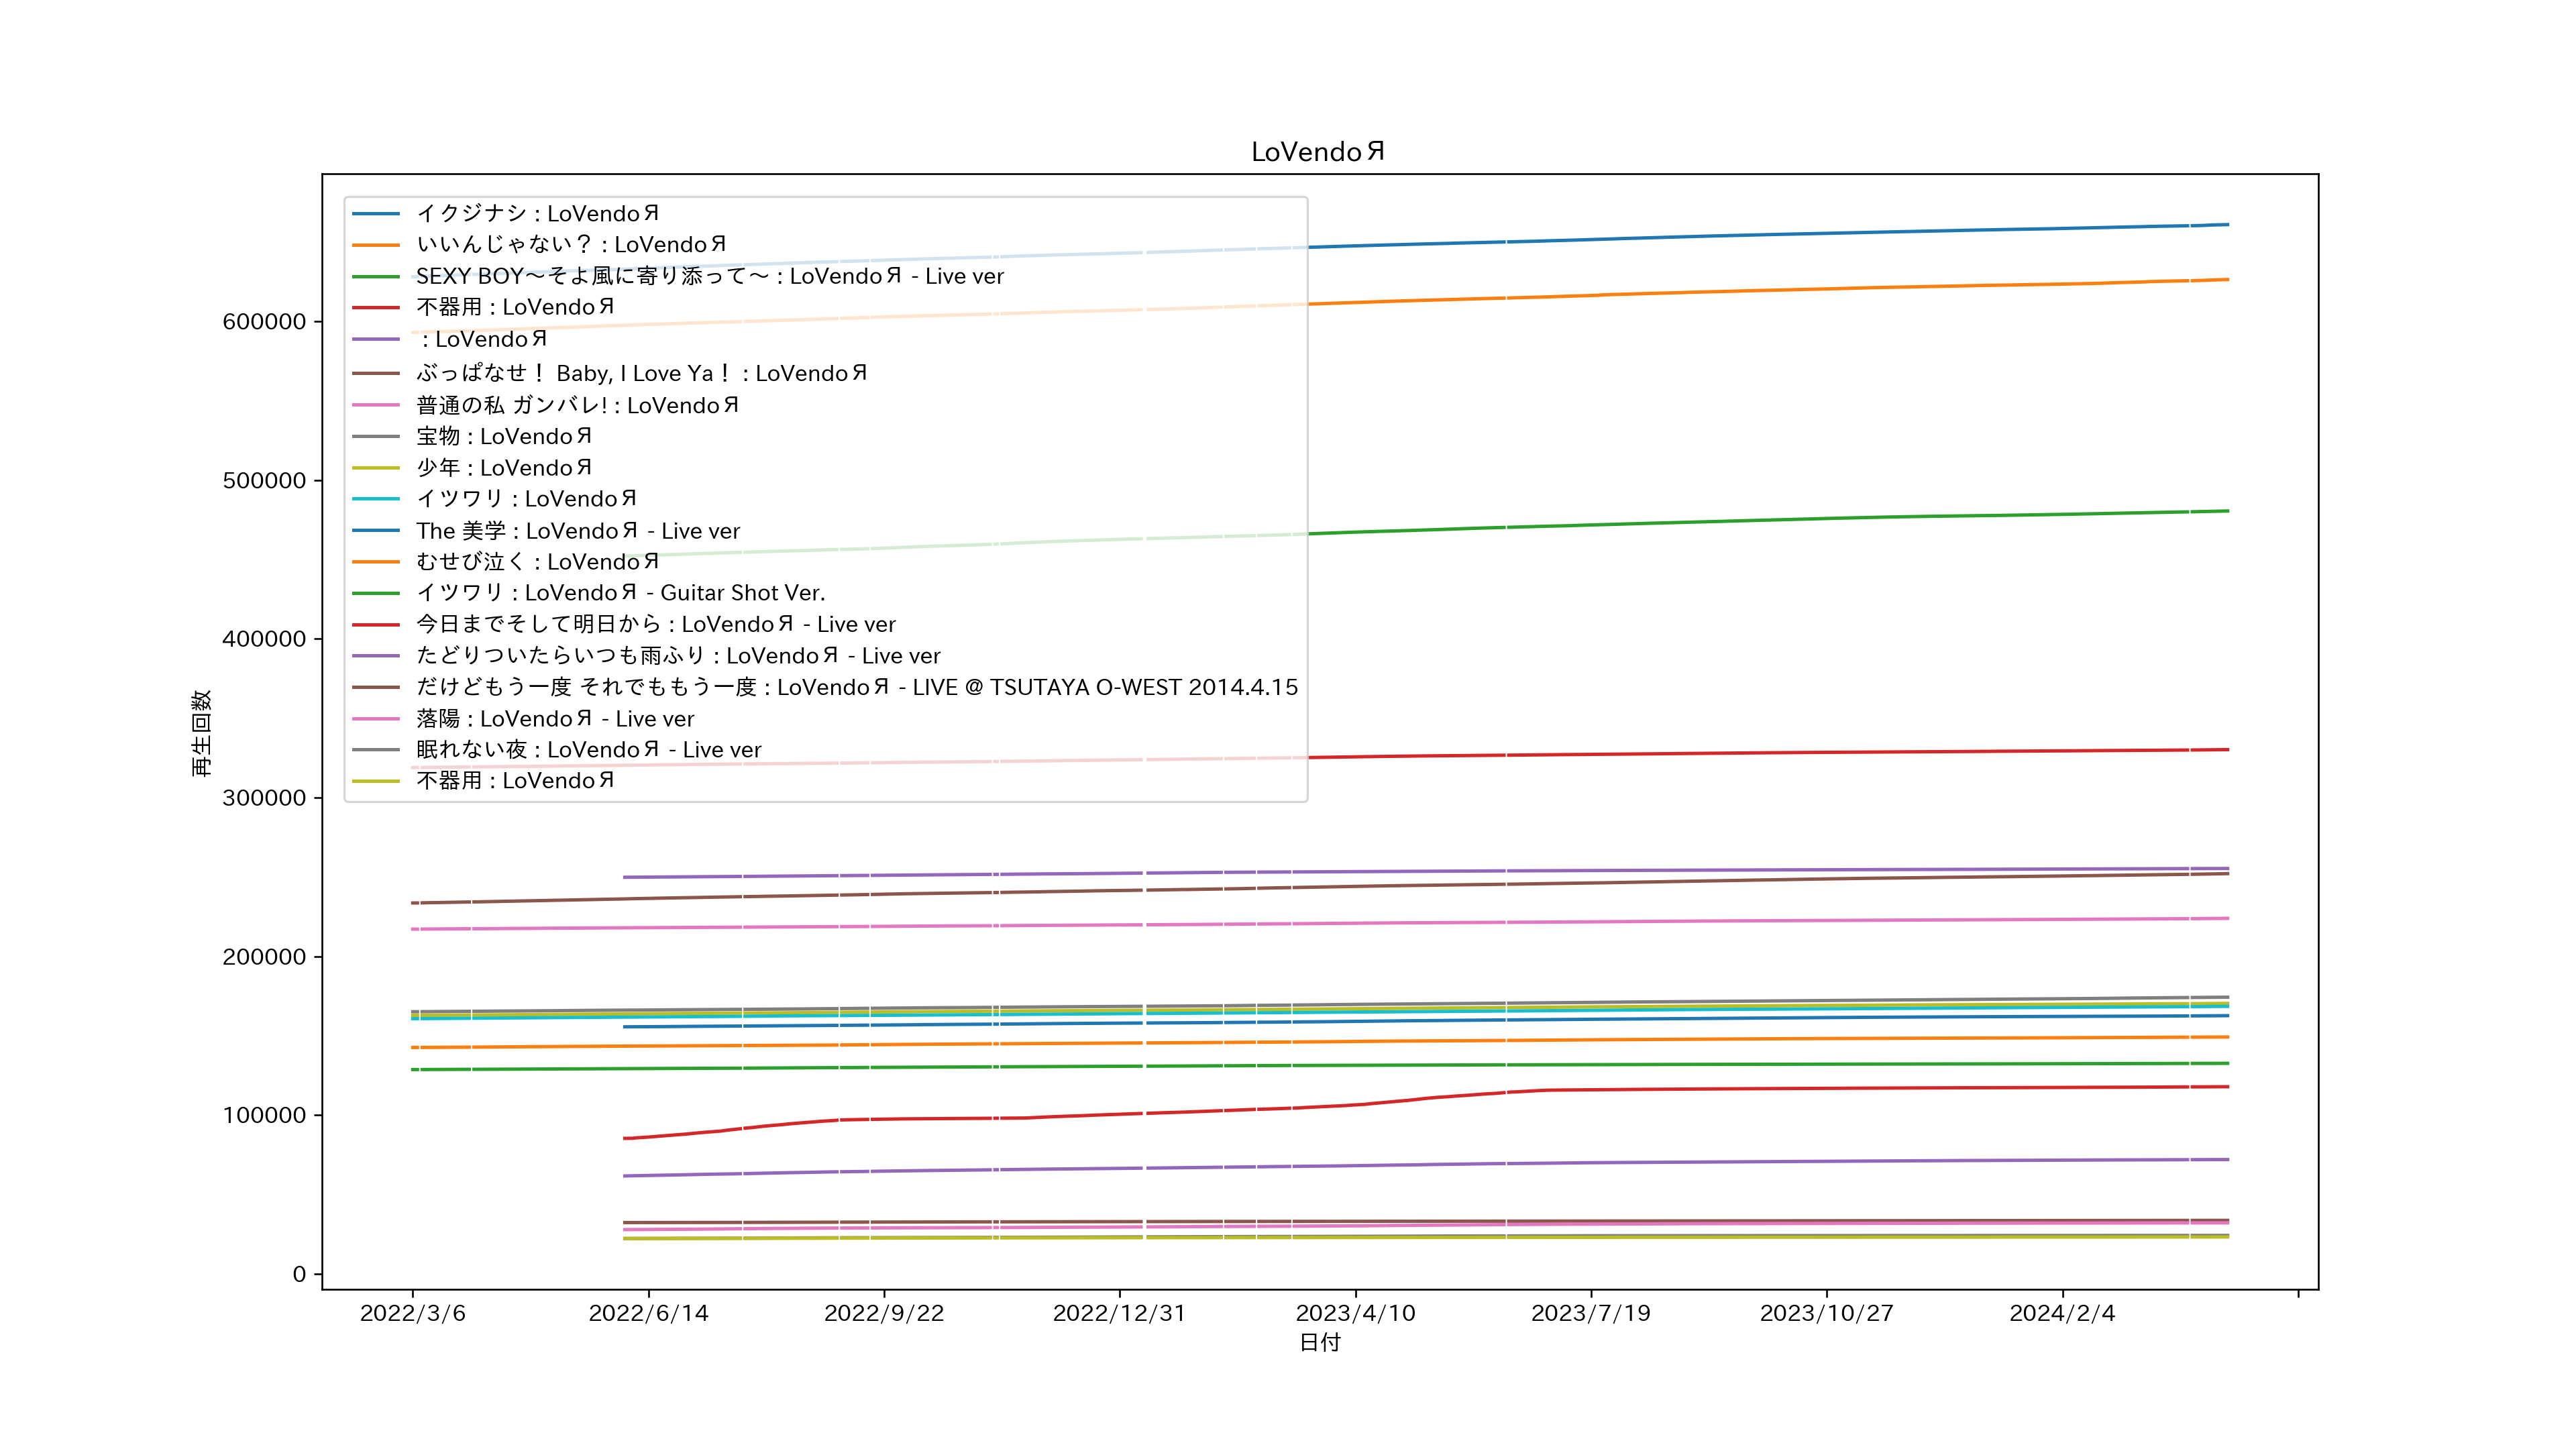 LoVendoЯ
イクジナシ : LoVendoЯ
いいんじゃない？ : LoVendoЯ
SEXY BOY～そよ風に寄り添って～ : LoVendoЯ - Live ver
不器用 : LoVendoЯ
: LoVendoЯ
ぶっぱなせ！ Baby, I Love Ya！ : LoVendoЯ
普通の私 ガンバレ! : LoVendoЯ
宝物 : LoVendoЯ
少年 : LoVendoЯ
イツワリ : LoVendoЯ
The 美学 : LoVendoЯ - Live ver
むせび泣く : LoVendoЯ
イツワリ : LoVendoЯ - Guitar Shot Ver.
今日までそして明日から : LoVendoЯ - Live ver
たどりついたらいつも雨ふり : LoVendoЯ - Live ver
だけどもう一度 それでももう一度 : LoVendoЯ - LIVE @ TSUTAYA O-WEST 2014.4.15
落陽 : LoVendoЯ - Live ver
眠れない夜 : LoVendoЯ - Live ver
不器用 : LoVendoЯ
600000
500000
400000
300000
200000
100000
0
再生回数
2022/3/6 2022/6/14 2022/9/22 2022/12/31 2023/4/10 2023/7/19 2023/10/27 2024/2/4
日付